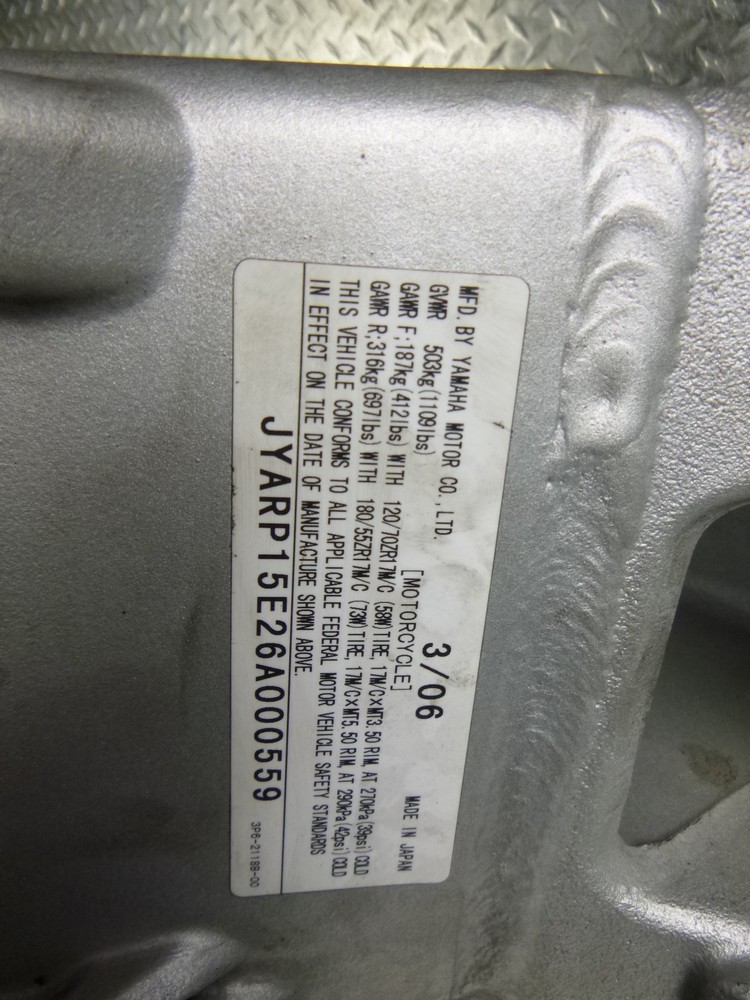 MFD. BY YAMAHA MOTOR CO.,LTD. 3/06 MADE IN JAPAN
GVWR 503kg(1109lbs) [MOTORCYCLE]
GAWR F;187kg(412lbs) WITH 120/70ZR17M/C (58W)TIRE, 17M/CXMT3.50 RIM, AT 270kPa(39psi)COLD
GAWR R;316kg(697lbs) WITH 180/55ZR17M/C (73W)TIRE, 17M/CXMT5.50 RIM, AT 290kPa(42psi)COLD
THIS VEHICLE CONFORMS TO ALL APPLICABLE FEDERAL MOTOR VEHICLE SAFETY STANDARDS
IN EFFECT ON THE DATE OF MANUFACTURE SHOWN ABOVE.
JYARP15E26A000559 3P6-2118B-00